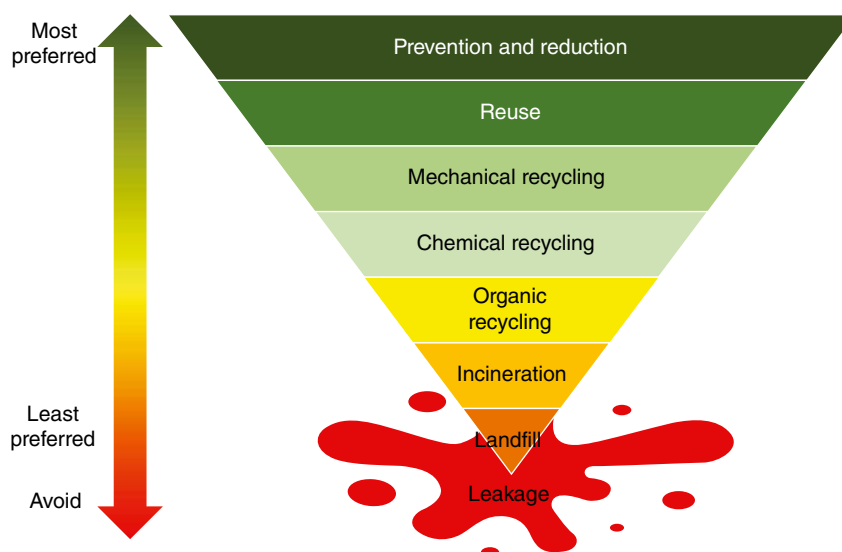 Most
preferred
Prevention and reduction
Reuse
Mechanical recycling
Chemical recycling
Organic
recycling
Incineration
Least
preferred
Landfill
Avoid
Leakage